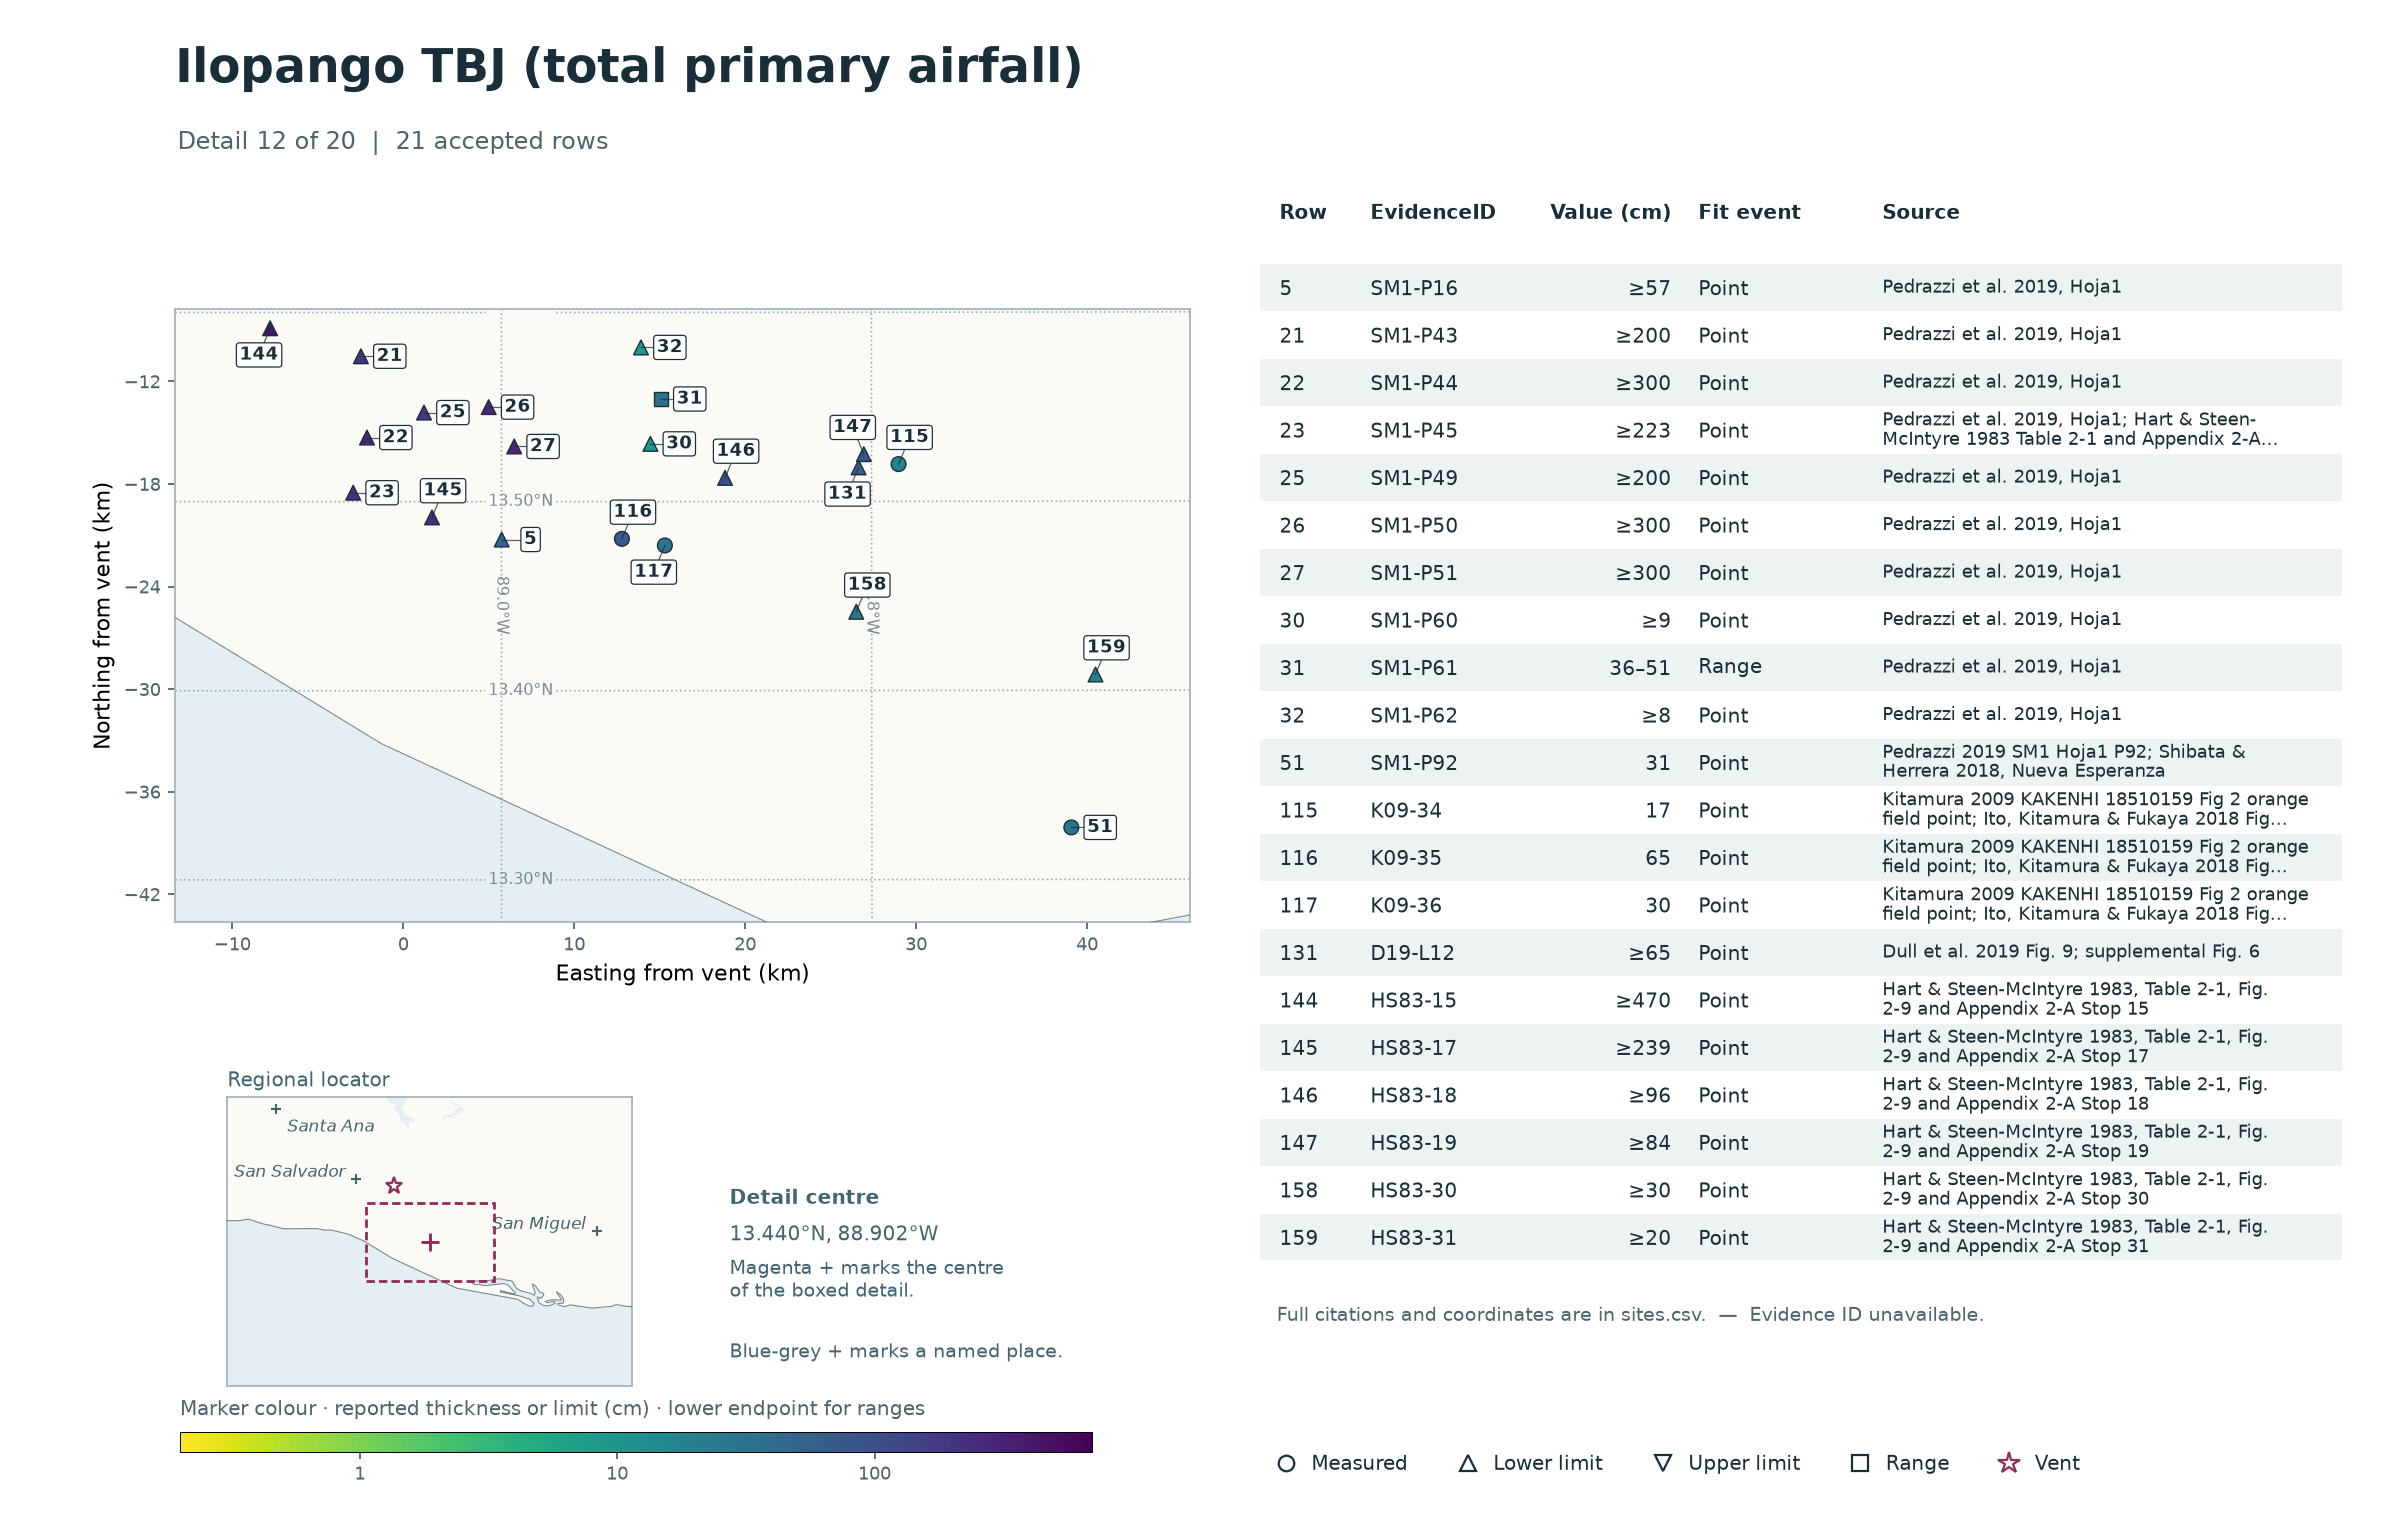 Ilopango TBJ (total primary airfall)
Detail 12 of 20 | 21 accepted rows
Northing from vent (km)
−12
−18
−24
−30
−36
−42
144
21
32
31
25
26
22
27
30
146
147
115
131
23
145
13.50°N
116
5
117
89.0°W
158
8°W
159
13.40°N
51
13.30°N
−10
0
10
20
30
40
Easting from vent (km)
Regional locator
Santa Ana
San Salvador
San Miguel
Detail centre
13.440°N, 88.902°W
Magenta + marks the centre
of the boxed detail.
Blue-grey + marks a named place.
Marker colour · reported thickness or limit (cm) · lower endpoint for ranges
1
10
100
Row EvidenceID Value (cm) Fit event Source
5 SM1-P16 ≥57 Point Pedrazzi et al. 2019, Hoja1
21 SM1-P43 ≥200 Point Pedrazzi et al. 2019, Hoja1
22 SM1-P44 ≥300 Point Pedrazzi et al. 2019, Hoja1
23 SM1-P45 ≥223 Point Pedrazzi et al. 2019, Hoja1; Hart & Steen-
McIntyre 1983 Table 2-1 and Appendix 2-A…
25 SM1-P49 ≥200 Point Pedrazzi et al. 2019, Hoja1
26 SM1-P50 ≥300 Point Pedrazzi et al. 2019, Hoja1
27 SM1-P51 ≥300 Point Pedrazzi et al. 2019, Hoja1
30 SM1-P60 ≥9 Point Pedrazzi et al. 2019, Hoja1
31 SM1-P61 36–51 Range Pedrazzi et al. 2019, Hoja1
32 SM1-P62 ≥8 Point Pedrazzi et al. 2019, Hoja1
51 SM1-P92 31 Point Pedrazzi 2019 SM1 Hoja1 P92; Shibata &
Herrera 2018, Nueva Esperanza
115 K09-34 17 Point Kitamura 2009 KAKENHI 18510159 Fig 2 orange
field point; Ito, Kitamura & Fukaya 2018 Fig…
116 K09-35 65 Point Kitamura 2009 KAKENHI 18510159 Fig 2 orange
field point; Ito, Kitamura & Fukaya 2018 Fig…
117 K09-36 30 Point Kitamura 2009 KAKENHI 18510159 Fig 2 orange
field point; Ito, Kitamura & Fukaya 2018 Fig…
131 D19-L12 ≥65 Point Dull et al. 2019 Fig. 9; supplemental Fig. 6
144 HS83-15 ≥470 Point Hart & Steen-McIntyre 1983, Table 2-1, Fig.
2-9 and Appendix 2-A Stop 15
145 HS83-17 ≥239 Point Hart & Steen-McIntyre 1983, Table 2-1, Fig.
2-9 and Appendix 2-A Stop 17
146 HS83-18 ≥96 Point Hart & Steen-McIntyre 1983, Table 2-1, Fig.
2-9 and Appendix 2-A Stop 18
147 HS83-19 ≥84 Point Hart & Steen-McIntyre 1983, Table 2-1, Fig.
2-9 and Appendix 2-A Stop 19
158 HS83-30 ≥30 Point Hart & Steen-McIntyre 1983, Table 2-1, Fig.
2-9 and Appendix 2-A Stop 30
159 HS83-31 ≥20 Point Hart & Steen-McIntyre 1983, Table 2-1, Fig.
2-9 and Appendix 2-A Stop 31
Full citations and coordinates are in sites.csv. — Evidence ID unavailable.
Measured
Lower limit
Upper limit
Range
Vent